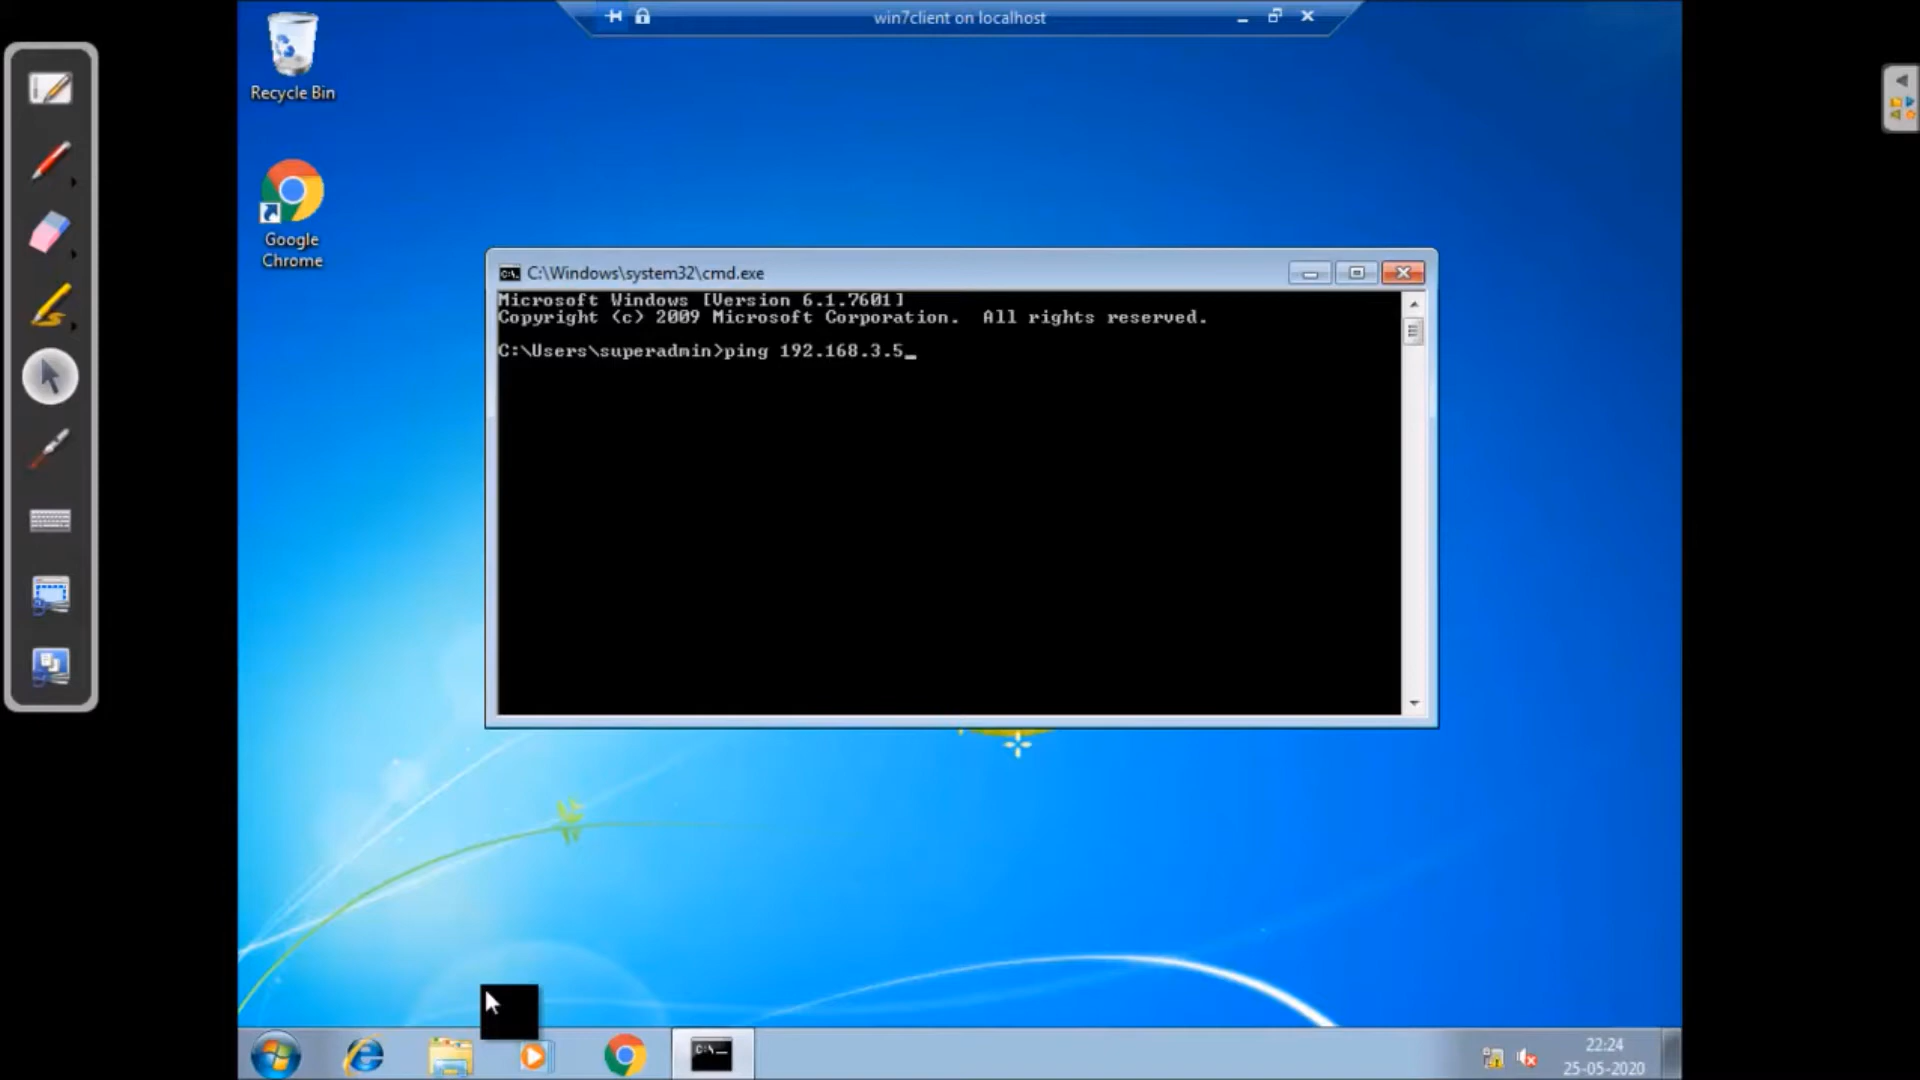 win7client on localhost
Recycle Bin
Google
Chrome
C:\Windows\system32\cmd.exe
Microsoft Windows [Version 6.1.7601]
Copyright (c) 2009 Microsoft Corporation.  All rights reserved.
C:\Users\superadmin>ping 192.168.3.5_
22:24
25-05-2020